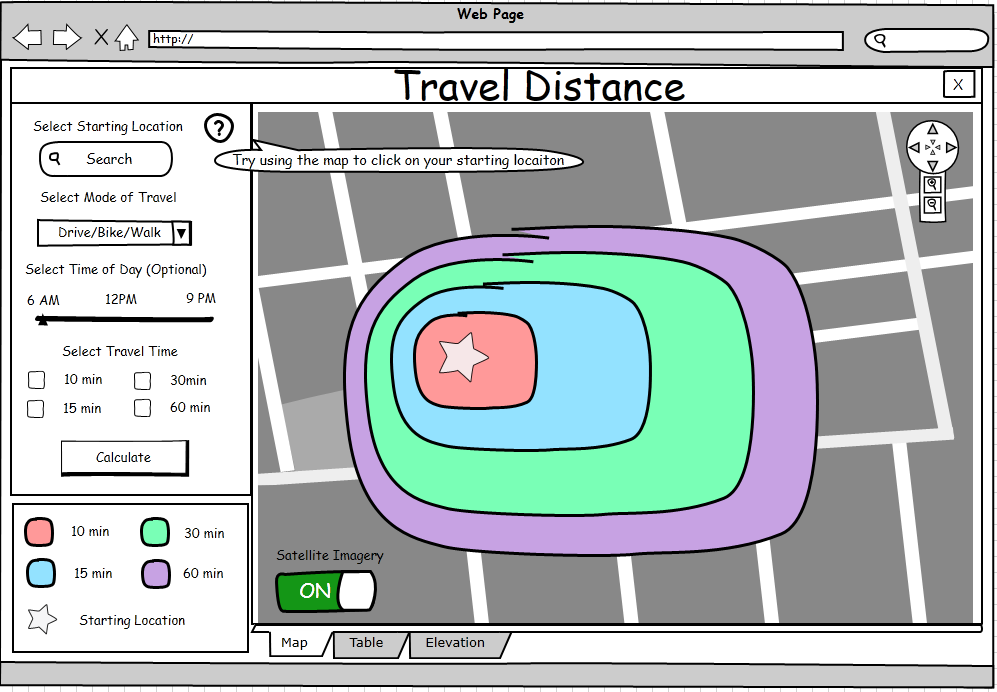 Web Page
http://
Travel Distance
X
Select Starting Location
?
Search
Try using the map to click on your starting locaiton
Select Mode of Travel
Drive/Bike/Walk
Select Time of Day (Optional)
6 AM 12PM 9 PM
Select Travel Time
10 min 30min
15 min 60 min
Calculate
10 min 30 min
15 min 60 min
Starting Location
Satellite Imagery
ON
Map Table Elevation